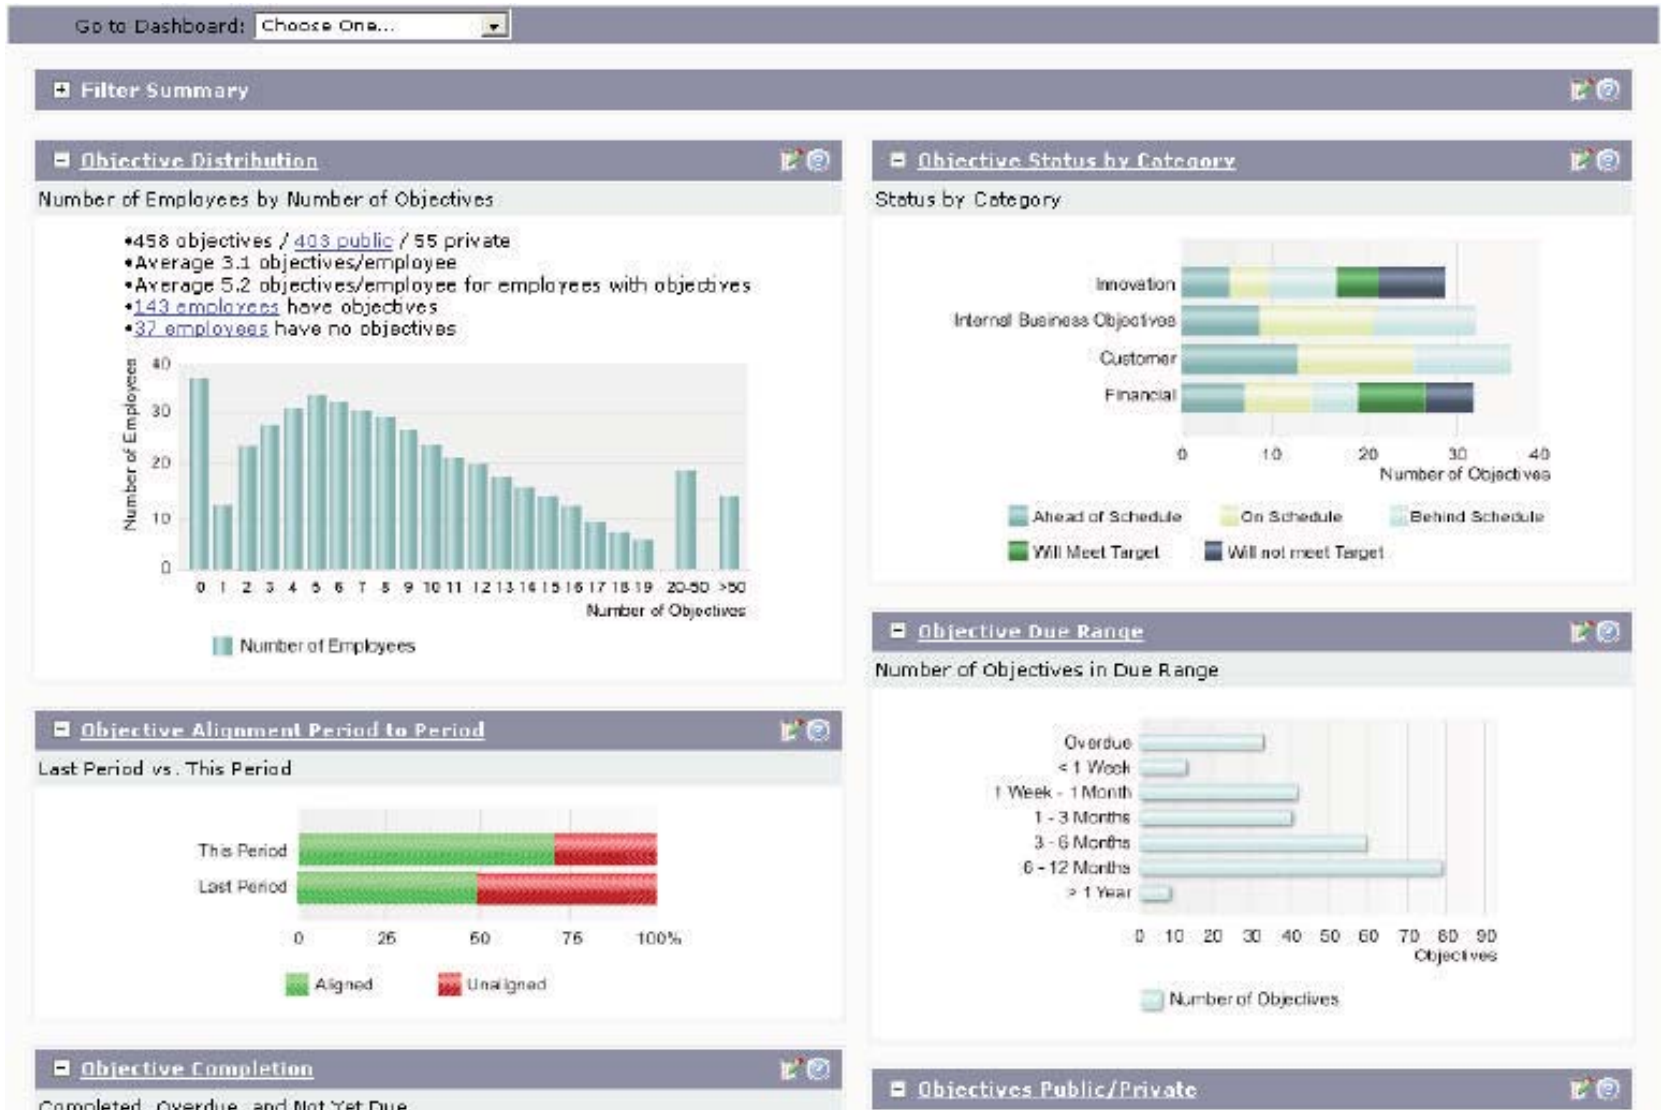 Go to Dashboard: Choose One...
Filter Summary
Objective Distribution
Number of Employees by Number of Objectives
•458 objectives / 403 public / 55 private
•Average 3.1 objectives/employee
•Average 5.2 objectives/employee for employees with objectives
•143 employees have objectives
•37 employees have no objectives
Number of Employees
40
30
20
10
0
0 1 2 3 4 5 6 7 8 9 10 11 12 13 14 15 16 17 18 19 20-50 >50
Number of Objectives
Number of Employees
Objective Alignment Period to Period
Last Period vs. This Period
This Period
Last Period
0 25 50 75 100%
Aligned Unaligned
Objective Completion
Completed, Overdue, and Not Yet Due
Objective Status by Category
Status by Category
Innovation
Internal Business Objectives
Customer
Financial
0 10 20 30 40
Number of Objectives
Ahead of Schedule On Schedule Behind Schedule
Will Meet Target Will not meet Target
Objective Due Range
Number of Objectives in Due Range
Overdue
< 1 Week
1 Week - 1 Month
1 - 3 Months
3 - 6 Months
6 - 12 Months
> 1 Year
0 10 20 30 40 50 60 70 80 90
Objectives
Number of Objectives
Objectives Public/Private